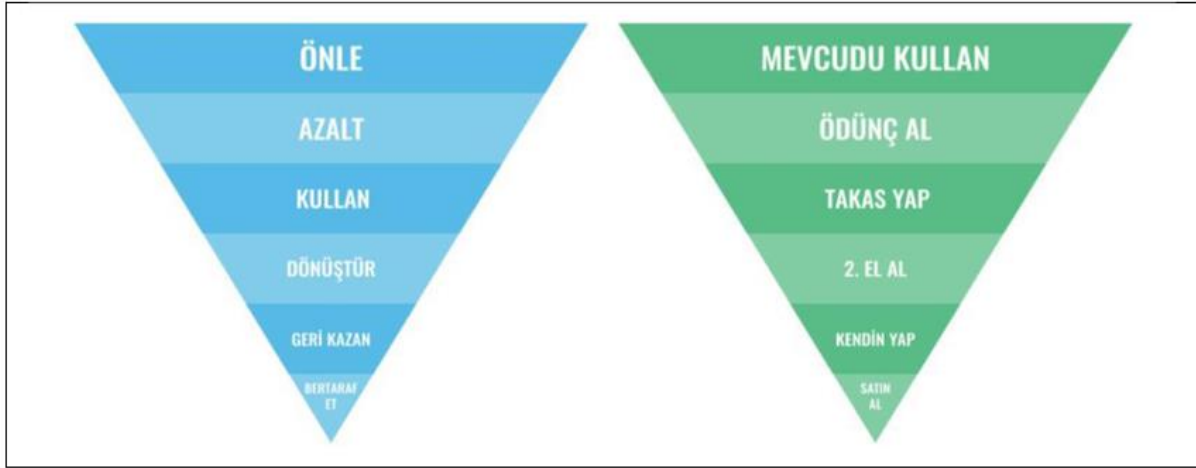 ÖNLE
AZALT
KULLAN
DÖNÜŞTÜR
GERİ KAZAN
BERTARAF
ET
MEVCUDU KULLAN
ÖDÜNÇ AL
TAKAS YAP
2. EL AL
KENDİN YAP
SATIN
AL